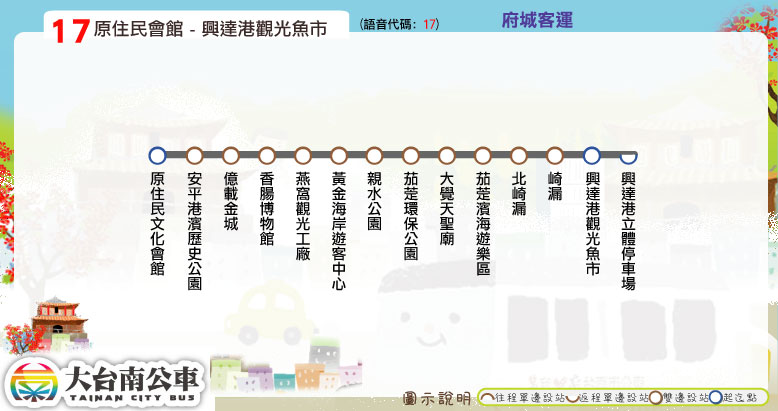 17 原住民會館 - 興達港觀光魚市
(語音代碼: 17)
府城客運
原住民文化會館
安平港濱歷史公園
億載金城
香腸博物館
燕窩觀光工廠
黃金海岸遊客中心
親水公園
茄萣環保公園
大覺天聖廟
茄萣濱海遊樂區
北崎漏
崎漏
興達港觀光魚市
興達港立體停車場
大台南公車
TAINAN CITY BUS
圖示說明 往程單邊設站 返程單邊設站 雙邊設站 起迄點